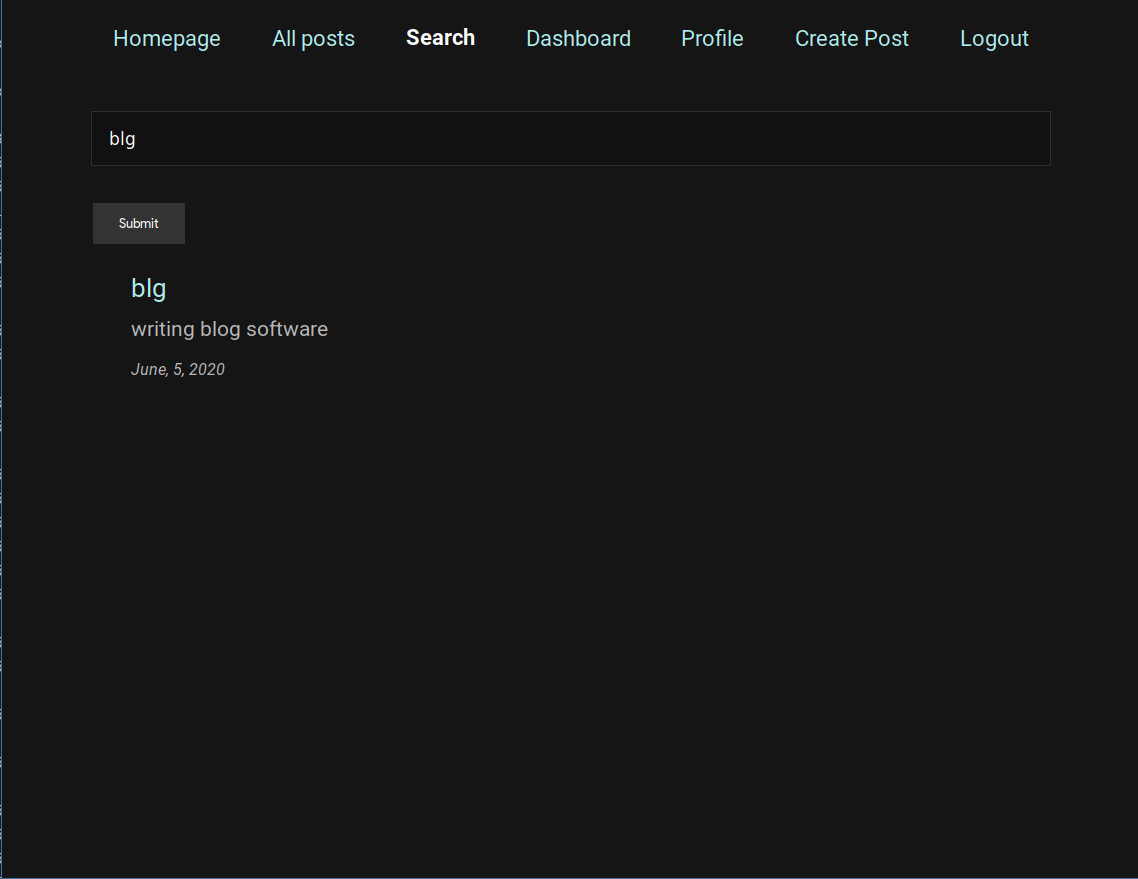 Homepage All posts Search Dashboard Profile Create Post Logout
blg
Submit
blg
writing blog software
June, 5, 2020